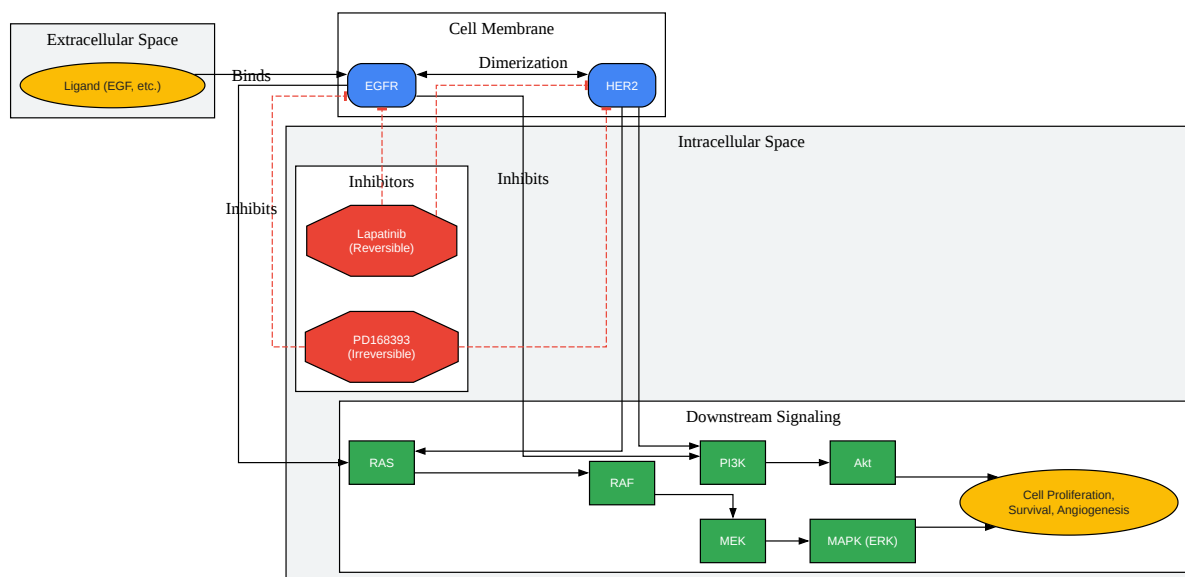 Cell Membrane
Extracellular Space
Dimerization
Binds
Ligand (EGF, etc.)
EGFR
HER2
Intracellular Space
Inhibitors
Inhibits
Inhibits
Lapatinib
(Reversible)
PD168393
(Irreversible)
Downstream Signaling
RAS
PI3K
Akt
RAF
Cell Proliferation,
Survival, Angiogenesis
MEK
MAPK (ERK)